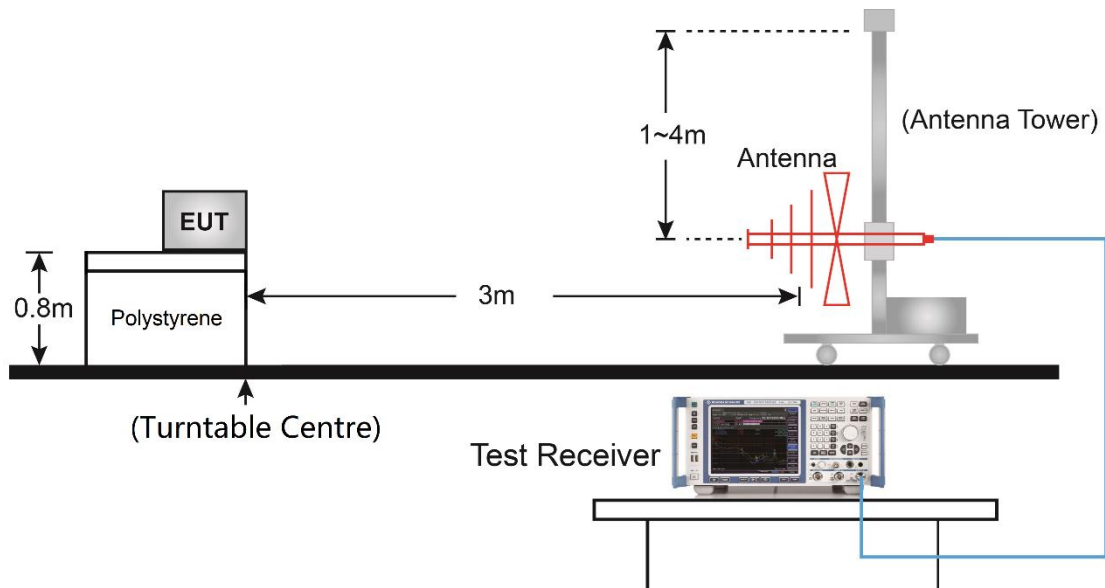 1~4m
(Antenna Tower)
Antenna
EUT
0.8m
Polystyrene
3m
(Turntable Centre)
Test Receiver